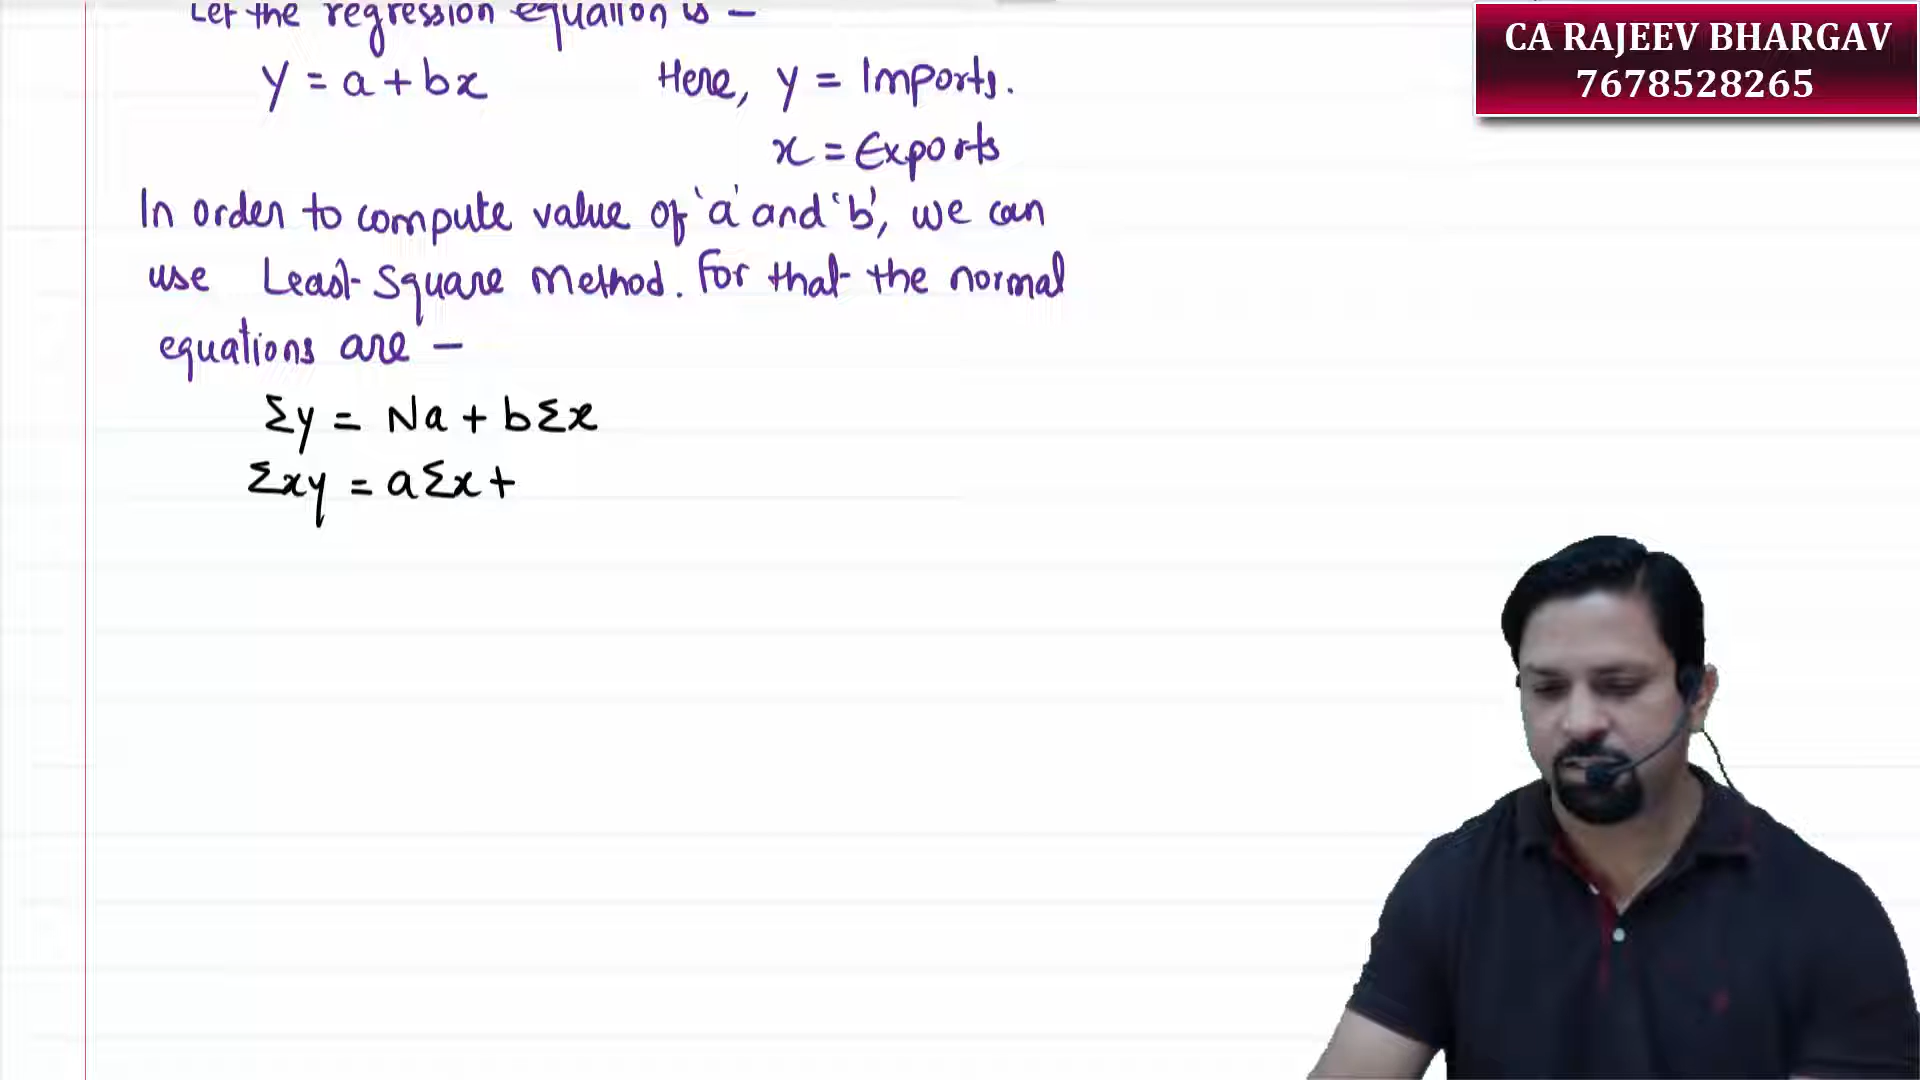 Let the regression equation is –
y = a + bx Here, y = Imports.
x = Exports
In order to compute value of 'a' and 'b', we can
use Least-Square Method. For that the normal
equations are –
Σy = Na + bΣx
Σxy = aΣx +
CA RAJEEV BHARGAV
7678528265